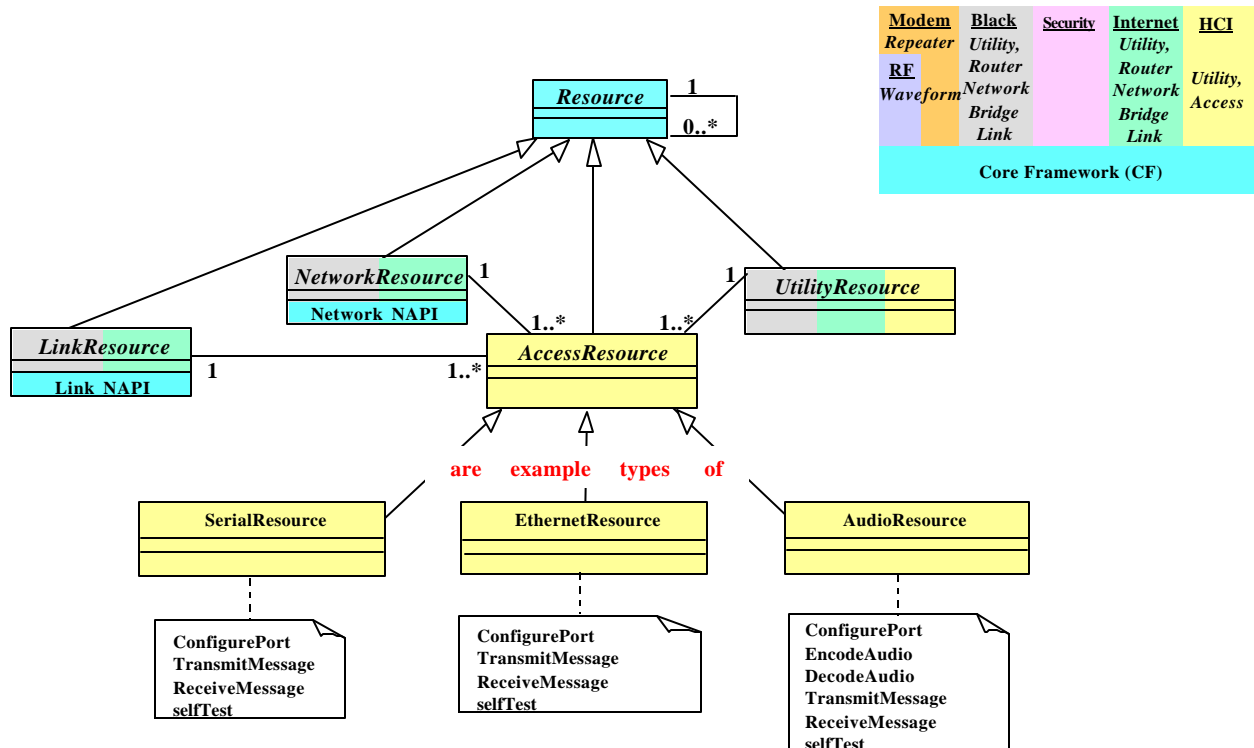 Modem
Repeater
RF
Waveform
Black
Utility,
Router
Network
Bridge
Link
Security
Internet
Utility,
Router
Network
Bridge
Link
HCI
Utility,
Access
Core Framework (CF)
Resource
1
0..*
NetworkResource
Network NAPI
1
1..*
UtilityResource
1
1..*
LinkResource
Link NAPI
1
1..*
AccessResource
are example types of
SerialResource
EthernetResource
AudioResource
ConfigurePort
TransmitMessage
ReceiveMessage
selfTest
ConfigurePort
TransmitMessage
ReceiveMessage
selfTest
ConfigurePort
EncodeAudio
DecodeAudio
TransmitMessage
ReceiveMessage
selfTest